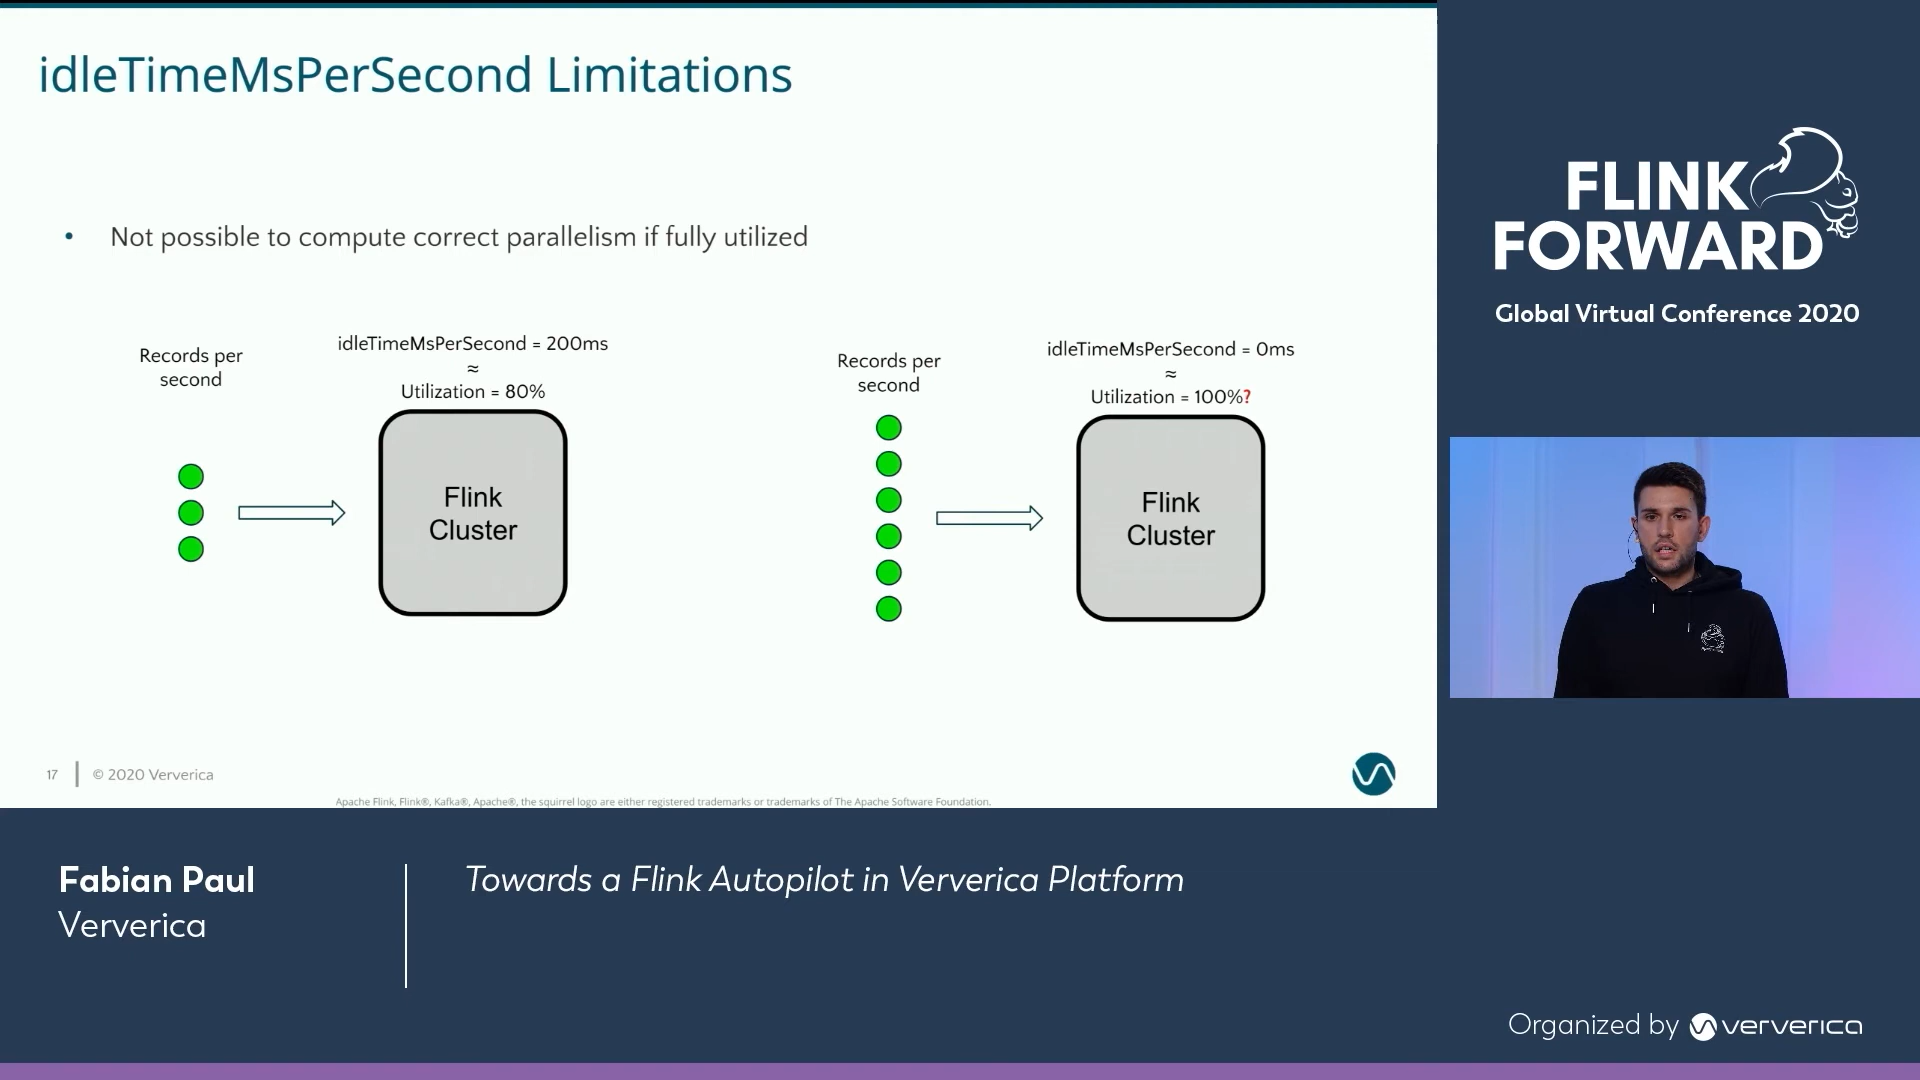 idleTimeMsPerSecond Limitations
• Not possible to compute correct parallelism if fully utilized
Records per
second
idleTimeMsPerSecond = 200ms
≈
Utilization = 80%
Flink
Cluster
Records per
second
idleTimeMsPerSecond = 0ms
≈
Utilization = 100%?
Flink
Cluster
17 | © 2020 Ververica
Apache Flink, Flink®, Kafka®, Apache®, the squirrel logo are either registered trademarks or trademarks of The Apache Software Foundation.
FLINK
FORWARD
Global Virtual Conference 2020
Fabian Paul
Ververica
Towards a Flink Autopilot in Ververica Platform
Organized by ververica